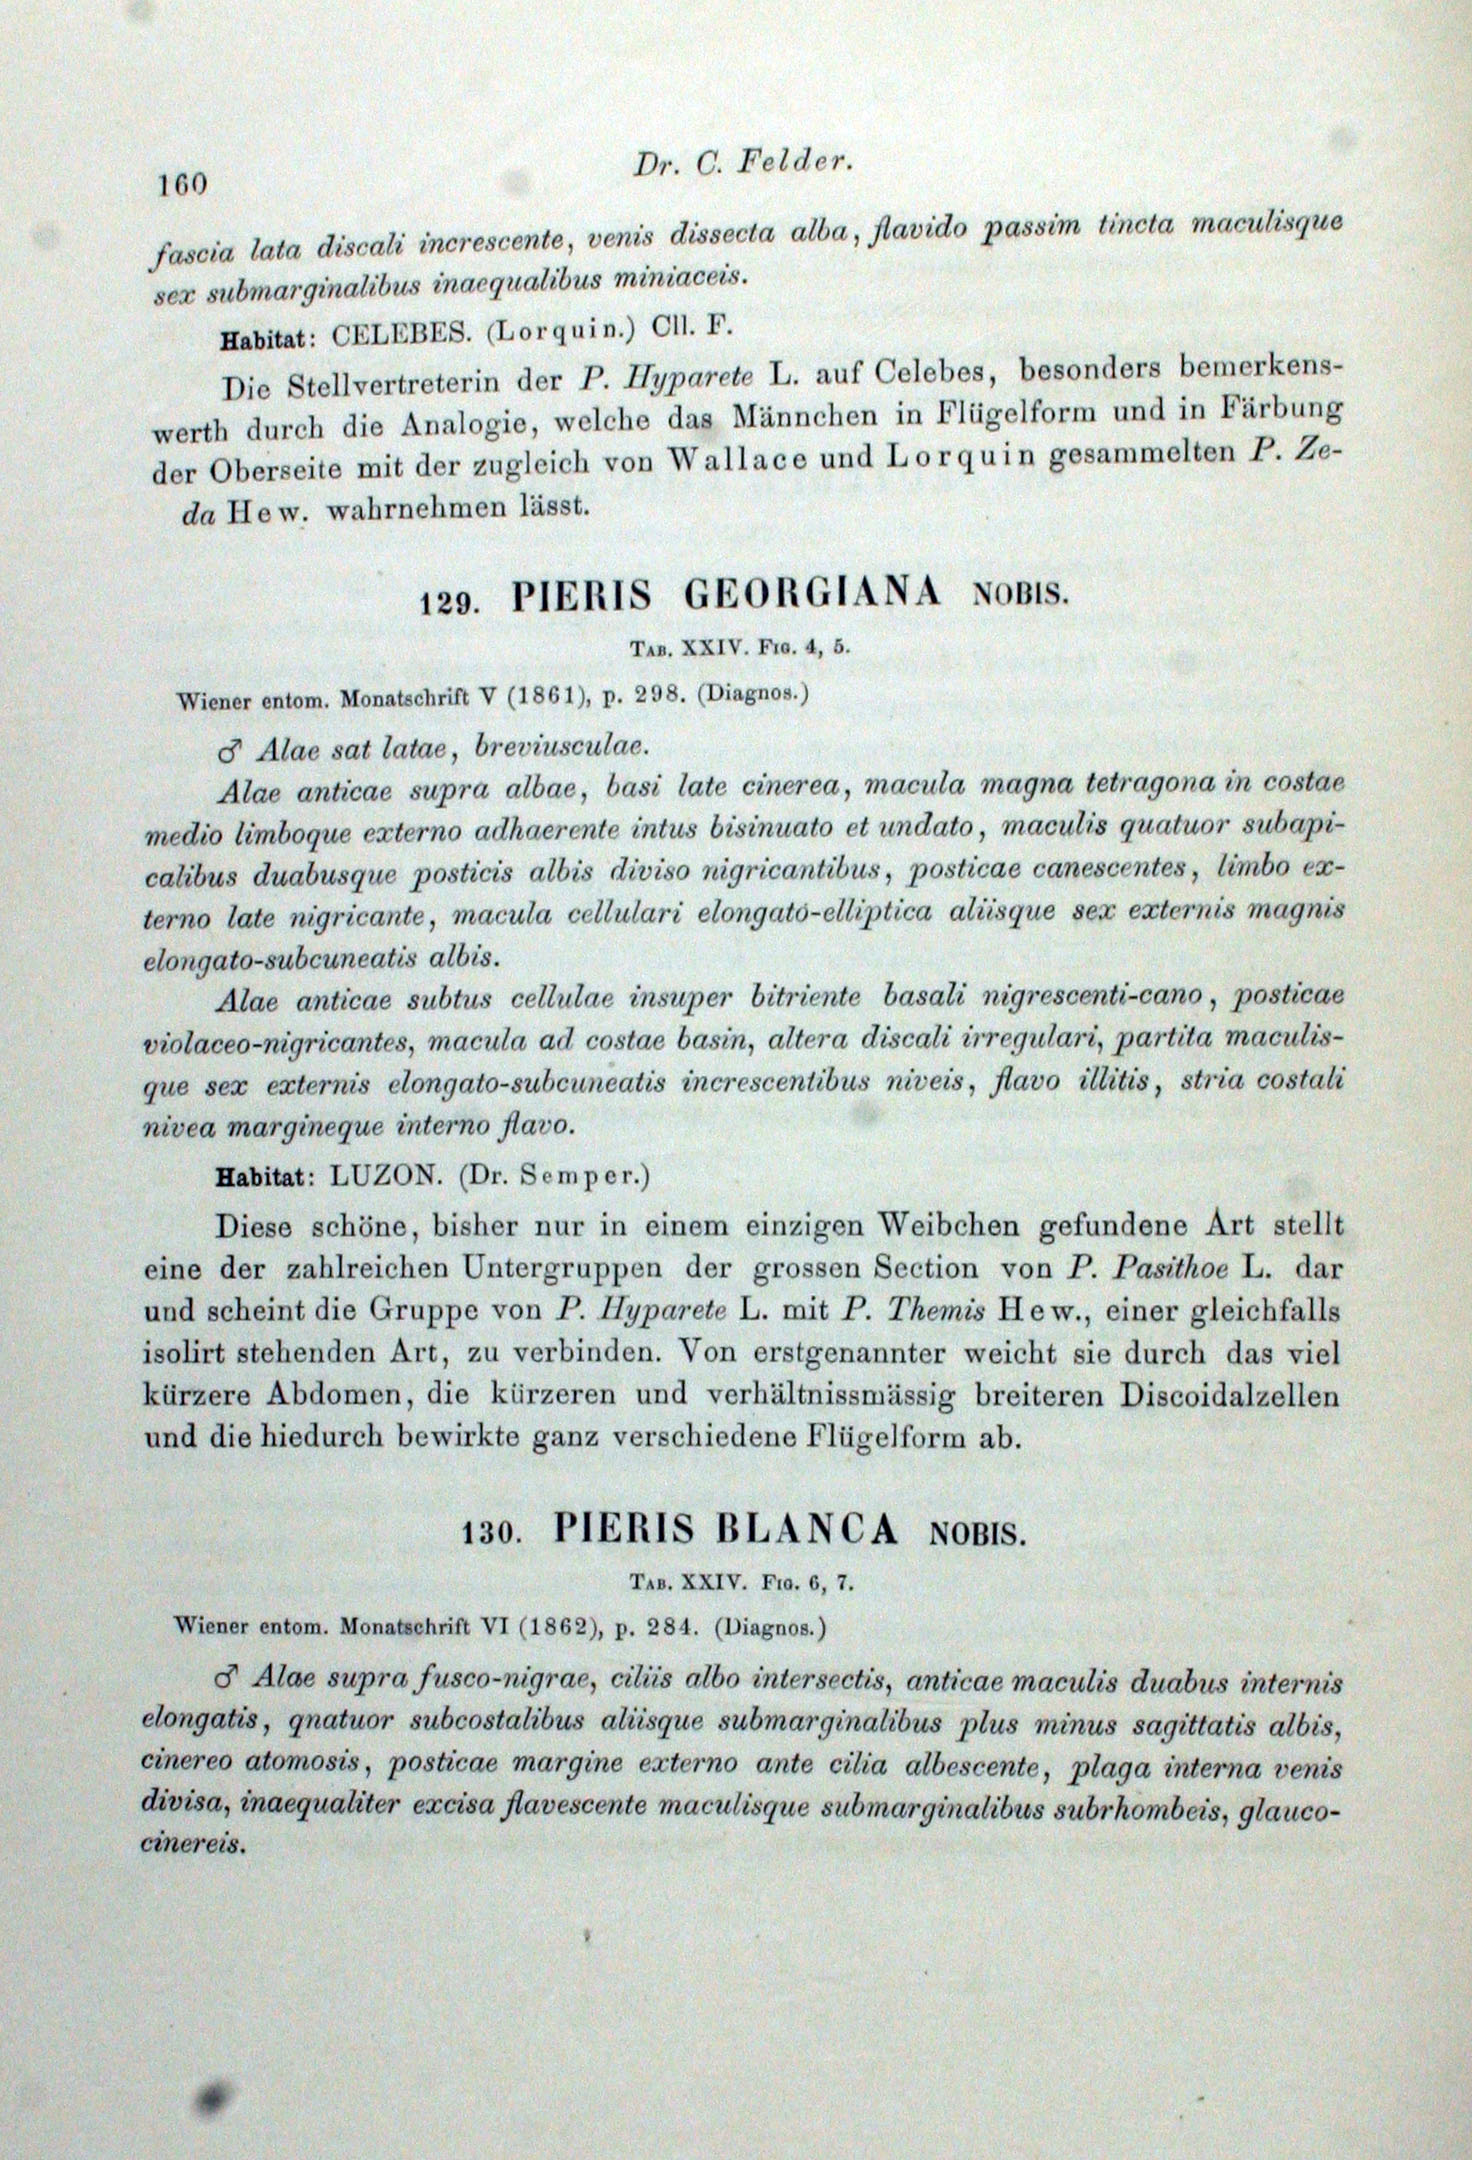 160
Dr. C. Felder.
fascia lata discali increscente, venis dissecta alba, flavido passim tincta maculisque
sex submarginalibus inaequalibus miniaceis.
Habitat: CELEBES. (Lorquin.) Cll. F.
Die Stellvertreterin der P. Hyparete L. auf Celebes, besonders bemerkens-
werth durch die Analogie, welche das Männchen in Flügelform und in Färbung
der Oberseite mit der zugleich von Wallace und Lorquin gesammelten P. Ze-
da Hew. wahrnehmen lässt.
129. PIERIS GEORGIANA NOBIS.
TAB. XXIV. FIG. 4, 5.
Wiener entom. Monatschrift V (1861), p. 298. (Diagnos.)
♂ Alae sat latae, breviusculae.
Alae anticae supra albae, basi late cinerea, macula magna tetragona in costae
medio limboque externo adhaerente intus bisinuato et undato, maculis quatuor subapi-
calibus duabusque posticis albis diviso nigricantibus, posticae canescentes, limbo ex-
terno late nigricante, macula cellulari elongato-elliptica aliisque sex externis magnis
elongato-subcuneatis albis.
Alae anticae subtus cellulae insuper bitriente basali nigrescenti-cano, posticae
violaceo-nigricantes, macula ad costae basin, altera discali irregulari, partita maculis-
que sex externis elongato-subcuneatis increscentibus niveis, flavo illitis, stria costali
nivea margineque interno flavo.
Habitat: LUZON. (Dr. Semper.)
Diese schöne, bisher nur in einem einzigen Weibchen gefundene Art stellt
eine der zahlreichen Untergruppen der grossen Section von P. Pasithoe L. dar
und scheint die Gruppe von P. Hyparete L. mit P. Themis Hew., einer gleichfalls
isolirt stehenden Art, zu verbinden. Von erstgenannter weicht sie durch das viel
kürzere Abdomen, die kürzeren und verhältnissmässig breiteren Discoidalzellen
und die hiedurch bewirkte ganz verschiedene Flügelform ab.
130. PIERIS BLANCA NOBIS.
TAB. XXIV. FIG. 6, 7.
Wiener entom. Monatschrift VI (1862), p. 284. (Diagnos.)
♂ Alae supra fusco-nigrae, ciliis albo intersectis, anticae maculis duabus internis
elongatis, qnatuor subcostalibus aliisque submarginalibus plus minus sagittatis albis,
cinereo atomosis, posticae margine externo ante cilia albescente, plaga interna venis
divisa, inaequaliter excisa flavescente maculisque submarginalibus subrhombeis, glauco-
cinereis.